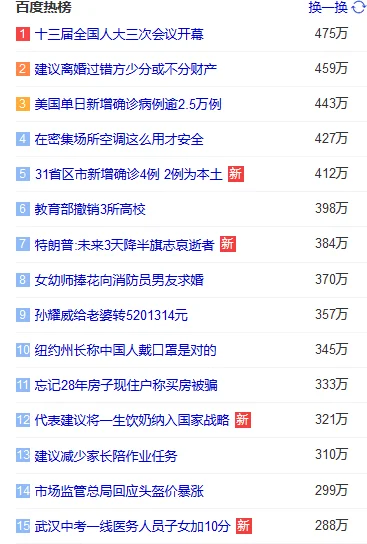 百度热榜 换一换
1 十三届全国人大三次会议开幕 475万
2 建议离婚过错方少分或不分财产 459万
3 美国单日新增确诊病例逾2.5万例 443万
4 在密集场所空调这么用才安全 427万
5 31省区市新增确诊4例 2例为本土 新 412万
6 教育部撤销3所高校 398万
7 特朗普:未来3天降半旗志哀逝者 新 384万
8 女幼师捧花向消防员男友求婚 370万
9 孙耀威给老婆转5201314元 357万
10 纽约州长称中国人戴口罩是对的 345万
11 忘记28年房子现住户称买房被骗 333万
12 代表建议将一生饮奶纳入国家战略 新 321万
13 建议减少家长陪作业任务 310万
14 市场监管总局回应头盔价暴涨 299万
15 武汉中考一线医务人员子女加10分 新 288万